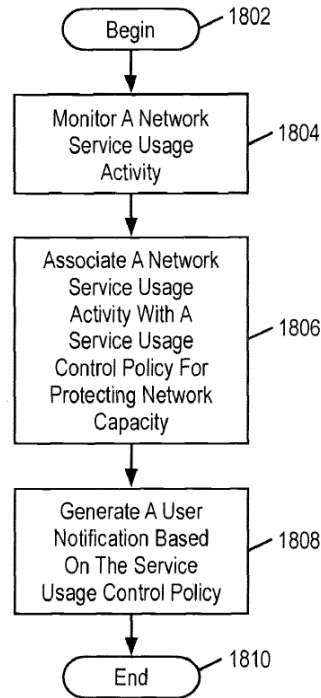 Begin
1802
Monitor A Network
Service Usage
Activity
1804
Associate A Network
Service Usage
Activity With A
Service Usage
Control Policy For
Protecting Network
Capacity
1806
Generate A User
Notification Based
On The Service
Usage Control Policy
1808
End
1810